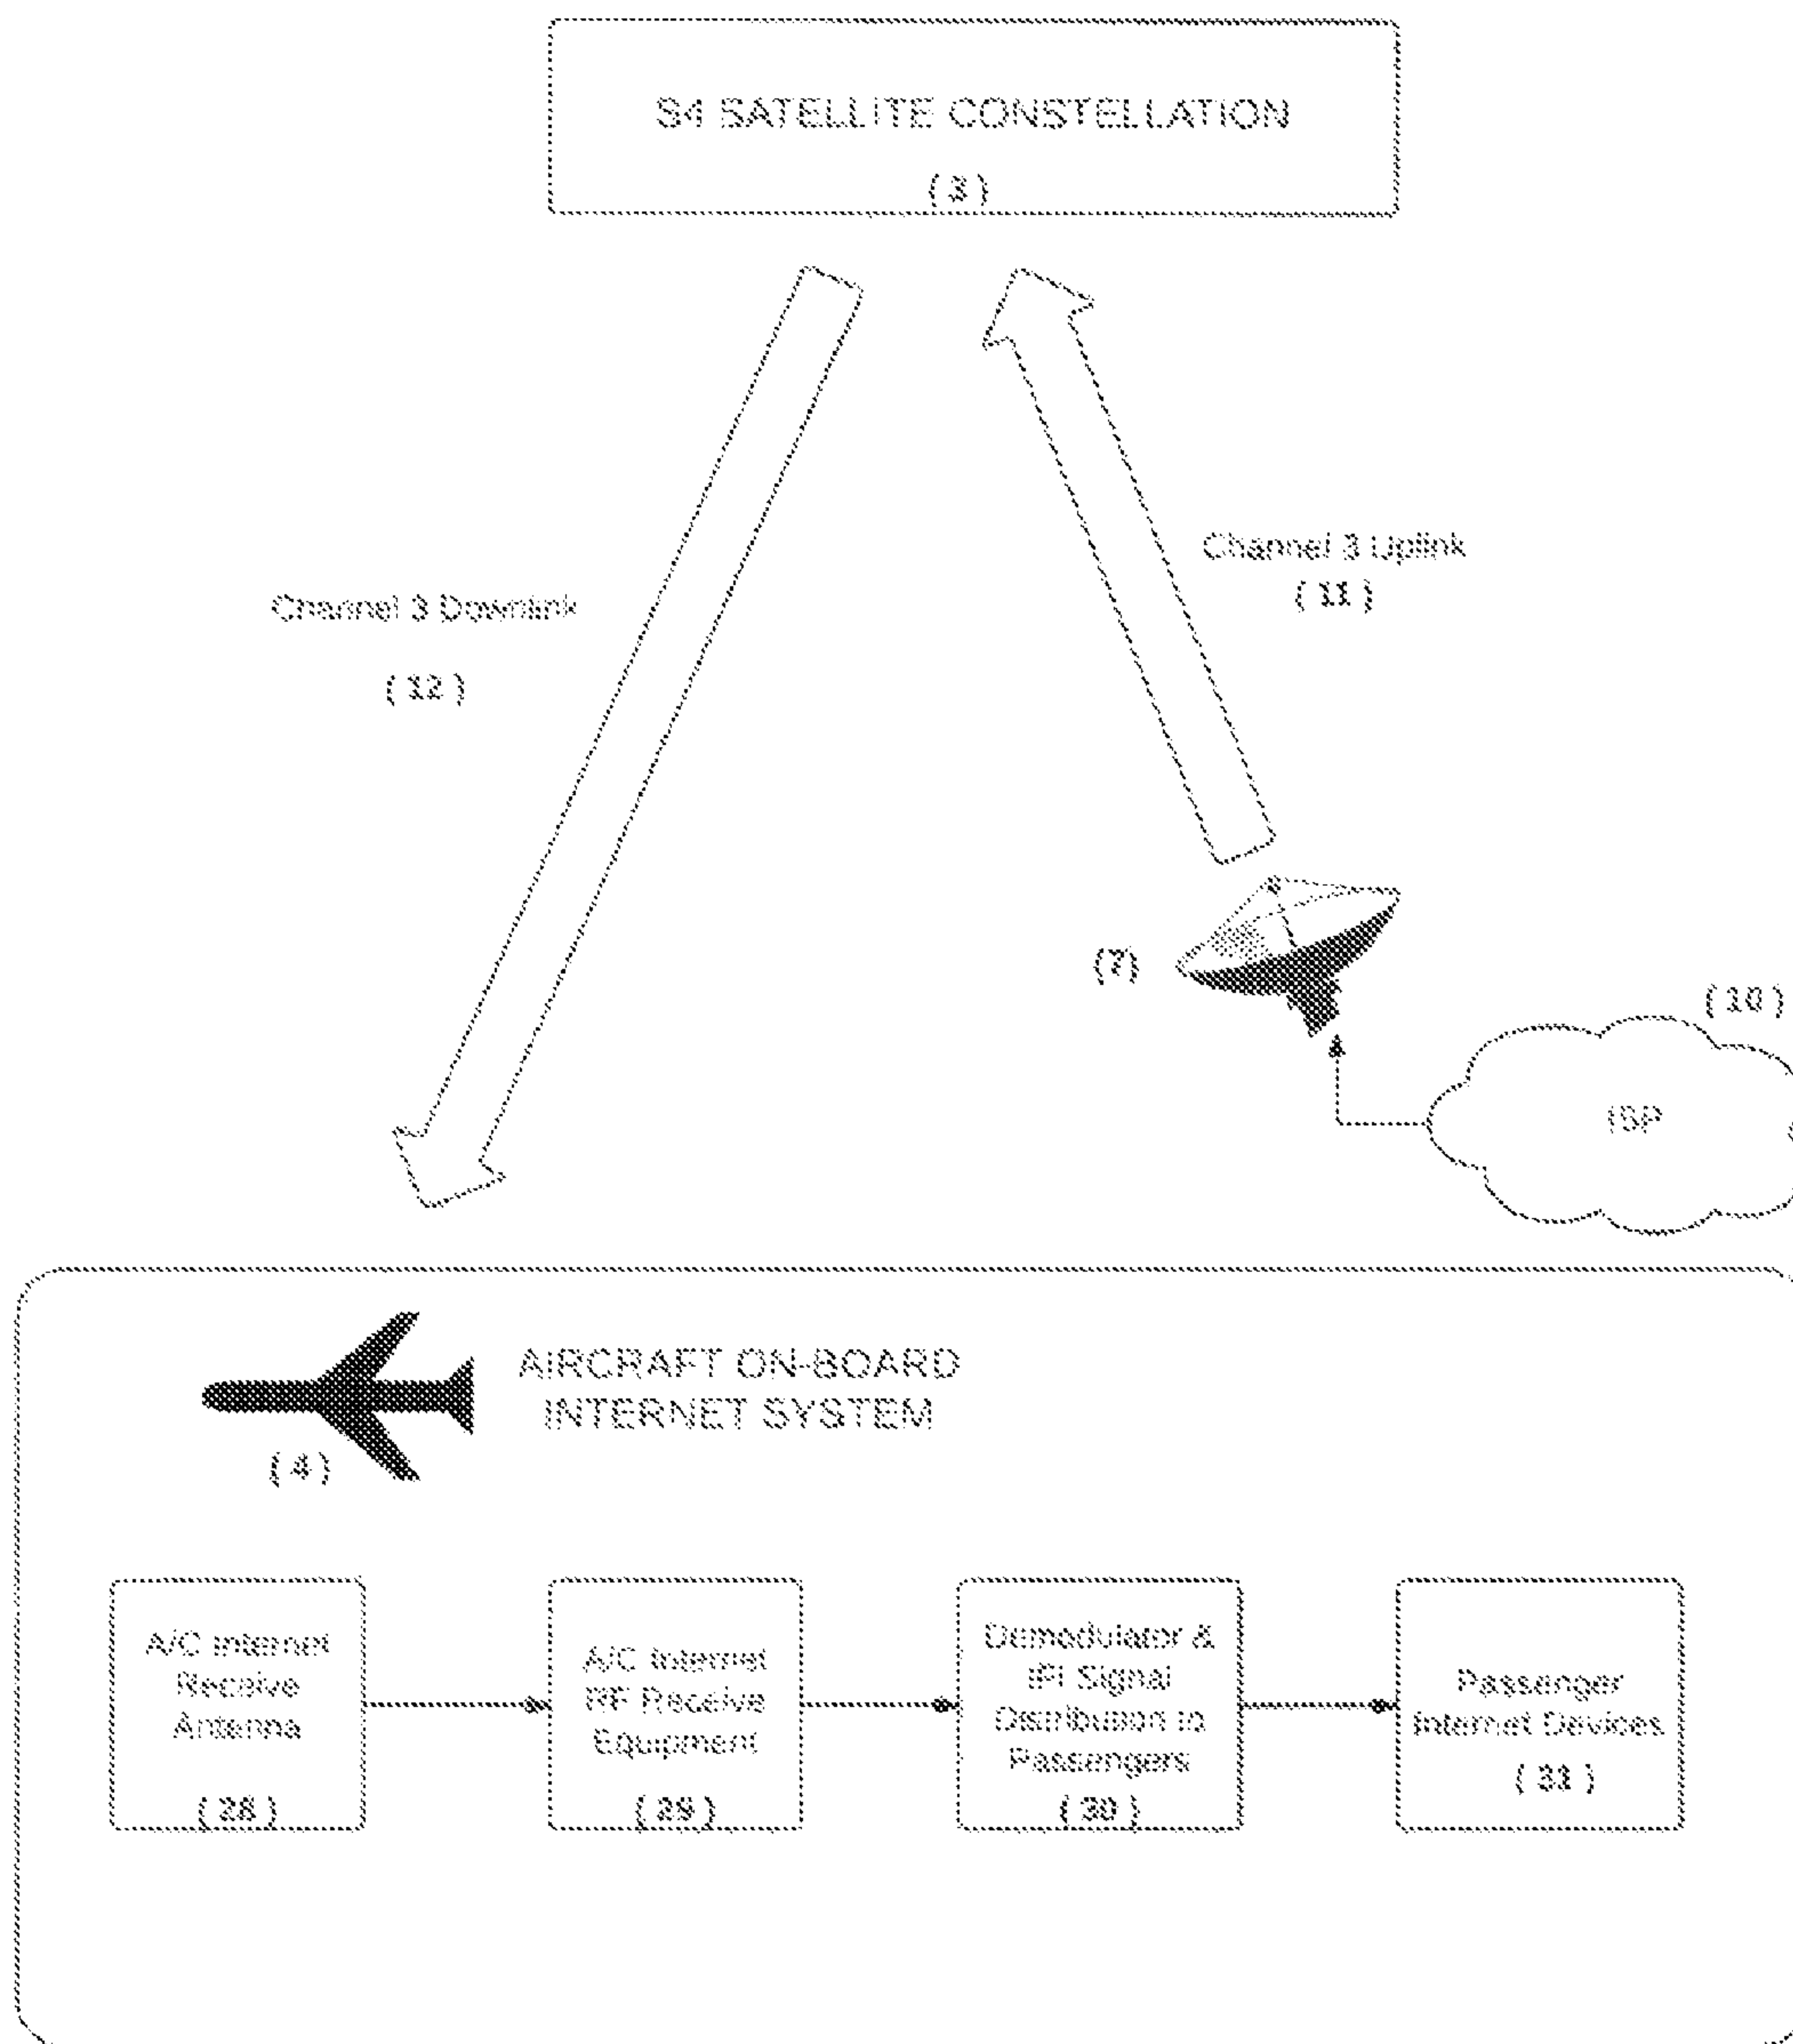 S4 SATELLITE CONSTELLATION
( 3 )
Channel 3 Uplink
( 11 )
Channel 3 Downlink
( 12 )
(7)
( 10 )
ISP
AIRCRAFT ON-BOARD
INTERNET SYSTEM
( 4 )
A/C Internet
Receive
Antenna
( 28 )
A/C Internet
RF Receive
Equipment
( 29 )
Demodulator &
IPI Signal
Distribution to
Passengers
( 30 )
Passenger
Internet Devices
( 31 )